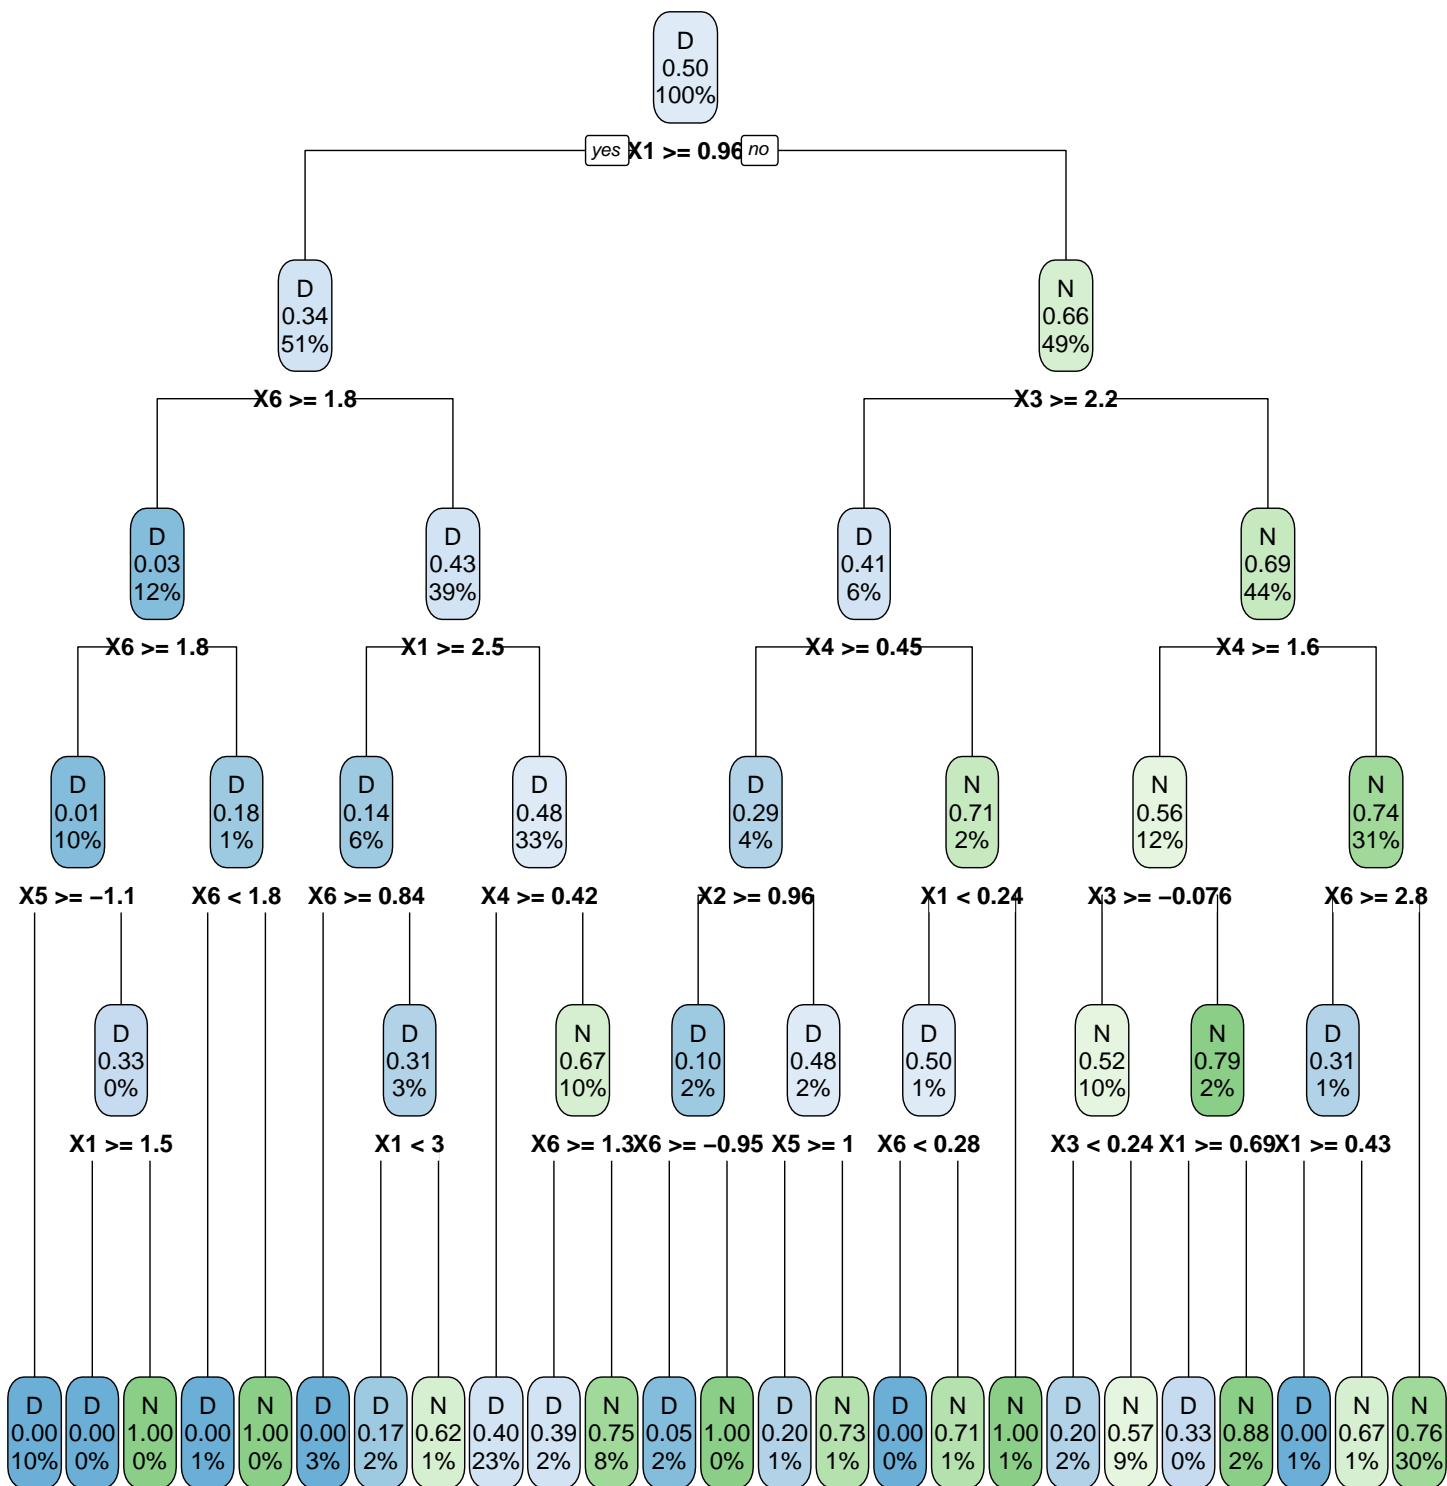 D
0.50
100%
yes X1 >= 0.96 no
D
0.34
51%
N
0.66
49%
X6 >= 1.8
X3 >= 2.2
D
0.03
12%
D
0.43
39%
D
0.41
6%
N
0.69
44%
X6 >= 1.8
X1 >= 2.5
X4 >= 0.45
X4 >= 1.6
D
0.01
10%
D
0.18
1%
D
0.14
6%
D
0.48
33%
D
0.29
4%
N
0.71
2%
N
0.56
12%
N
0.74
31%
X5 >= −1.1
X6 < 1.8
X6 >= 0.84
X4 >= 0.42
X2 >= 0.96
X1 < 0.24
X3 >= −0.076
X6 >= 2.8
D
0.33
0%
D
0.31
3%
N
0.67
10%
D
0.10
2%
D
0.48
2%
D
0.50
1%
N
0.52
10%
N
0.79
2%
D
0.31
1%
X1 >= 1.5
X1 < 3
X6 >= 1.3
X6 >= −0.95
X5 >= 1
X6 < 0.28
X3 < 0.24
X1 >= 0.69
X1 >= 0.43
D
0.00
10%
D
0.00
0%
N
1.00
0%
D
0.00
1%
N
1.00
0%
D
0.00
3%
D
0.17
2%
N
0.62
1%
D
0.40
23%
D
0.39
2%
N
0.75
8%
D
0.05
2%
N
1.00
0%
D
0.20
1%
N
0.73
1%
D
0.00
0%
N
0.71
1%
N
1.00
1%
D
0.20
2%
N
0.57
9%
D
0.33
0%
N
0.88
2%
D
0.00
1%
N
0.67
1%
N
0.76
30%